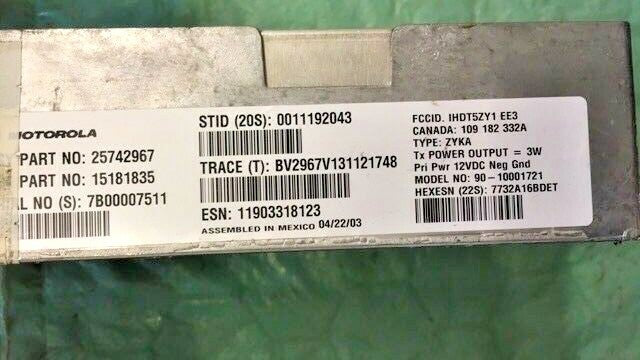 MOTOROLA
PART NO: 25742967
PART NO: 15181835
AL NO (S): 7B00007511
STID (20S): 0011192043
TRACE (T): BV2967V131121748
ESN: 11903318123
ASSEMBLED IN MEXICO 04/22/03
FCCID. IHDT5ZY1 EE3
CANADA: 109 182 332A
TYPE: ZYKA
Tx POWER OUTPUT = 3W
Pri Pwr 12VDC Neg Gnd
MODEL NO: 90-10001721
HEXESN (22S): 7732A16BDET